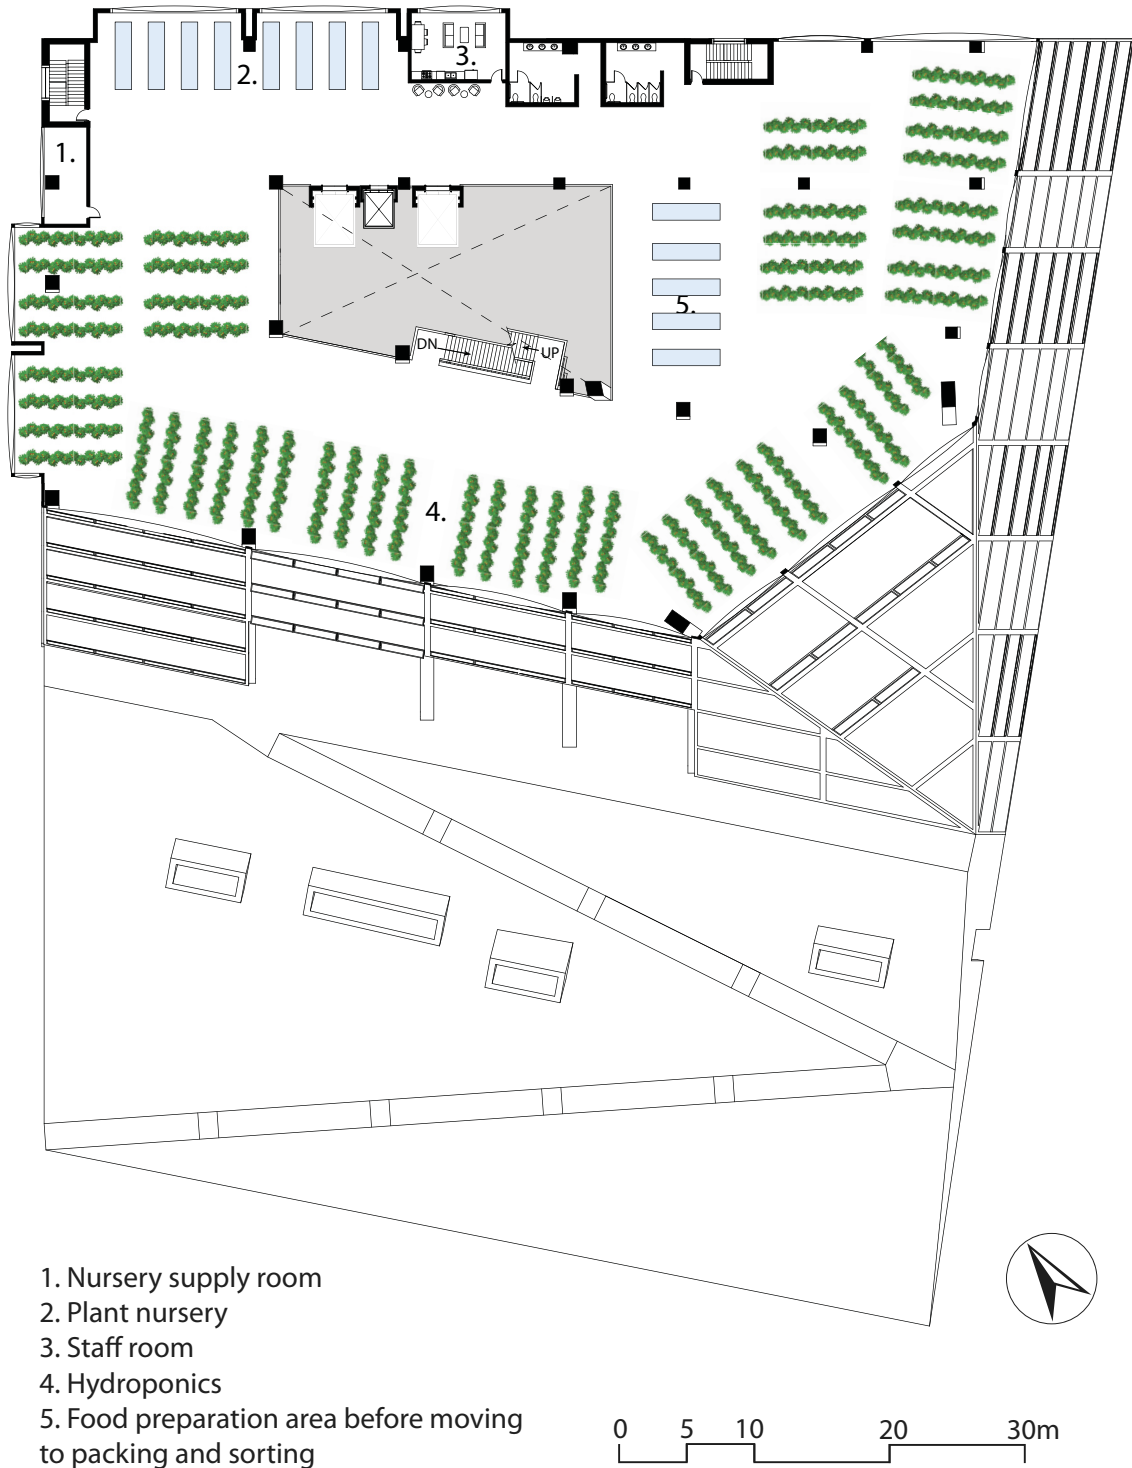 3.
2.
1.
5.
DN
UP
4.
1. Nursery supply room
2. Plant nursery
3. Staff room
4. Hydroponics
5. Food preparation area before moving
to packing and sorting
0 5 10 20 30m